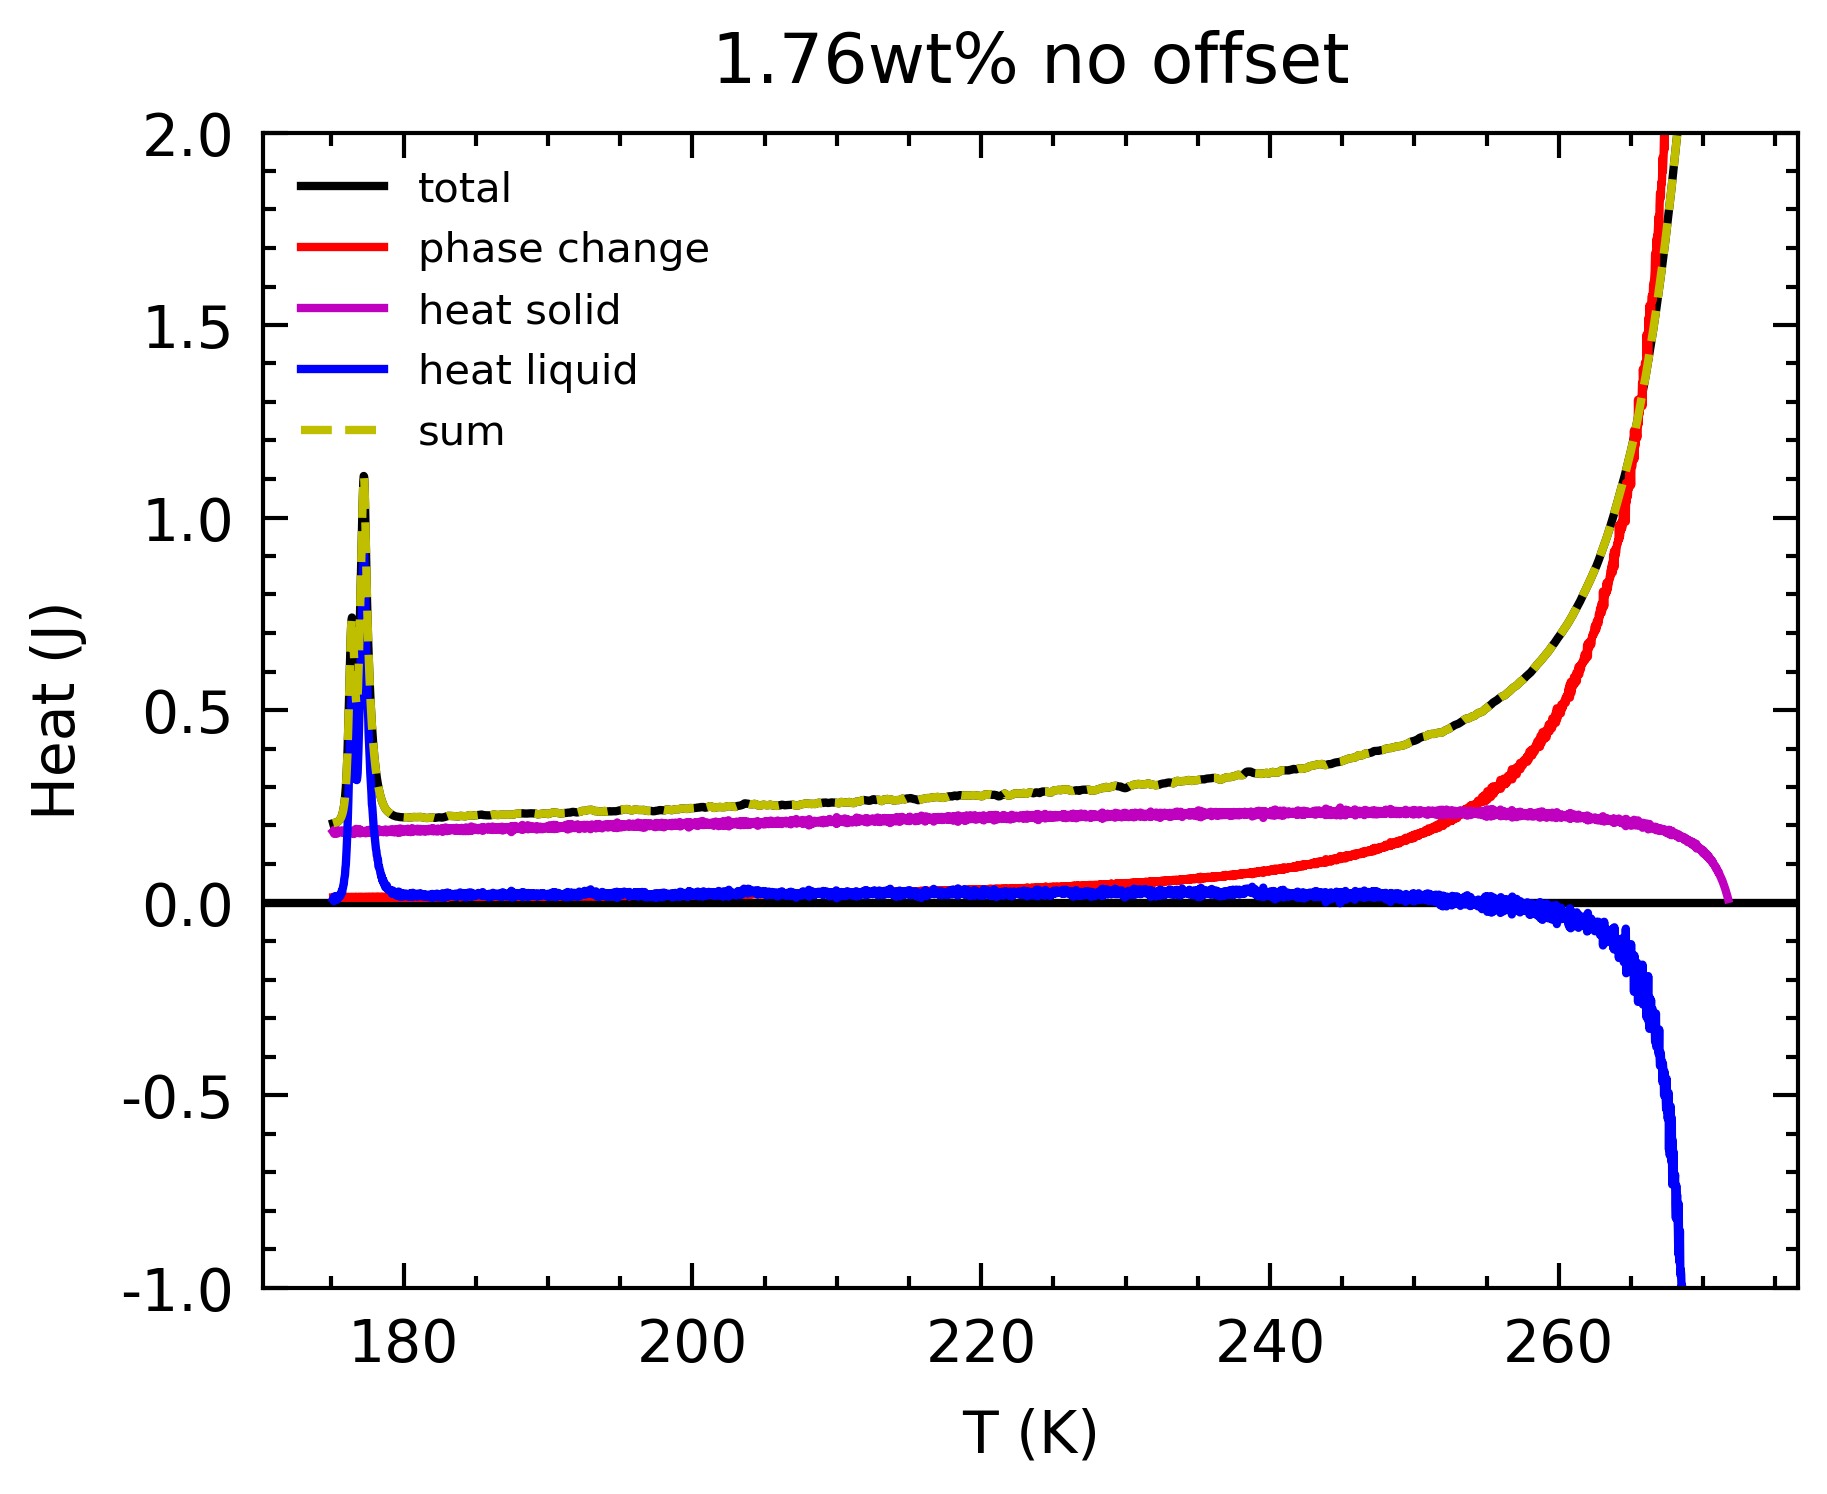 1.76wt% no offset
2.0
1.5
1.0
0.5
0.0
-0.5
-1.0
Heat (J)
total
phase change
heat solid
heat liquid
sum
180 200 220 240 260
T (K)